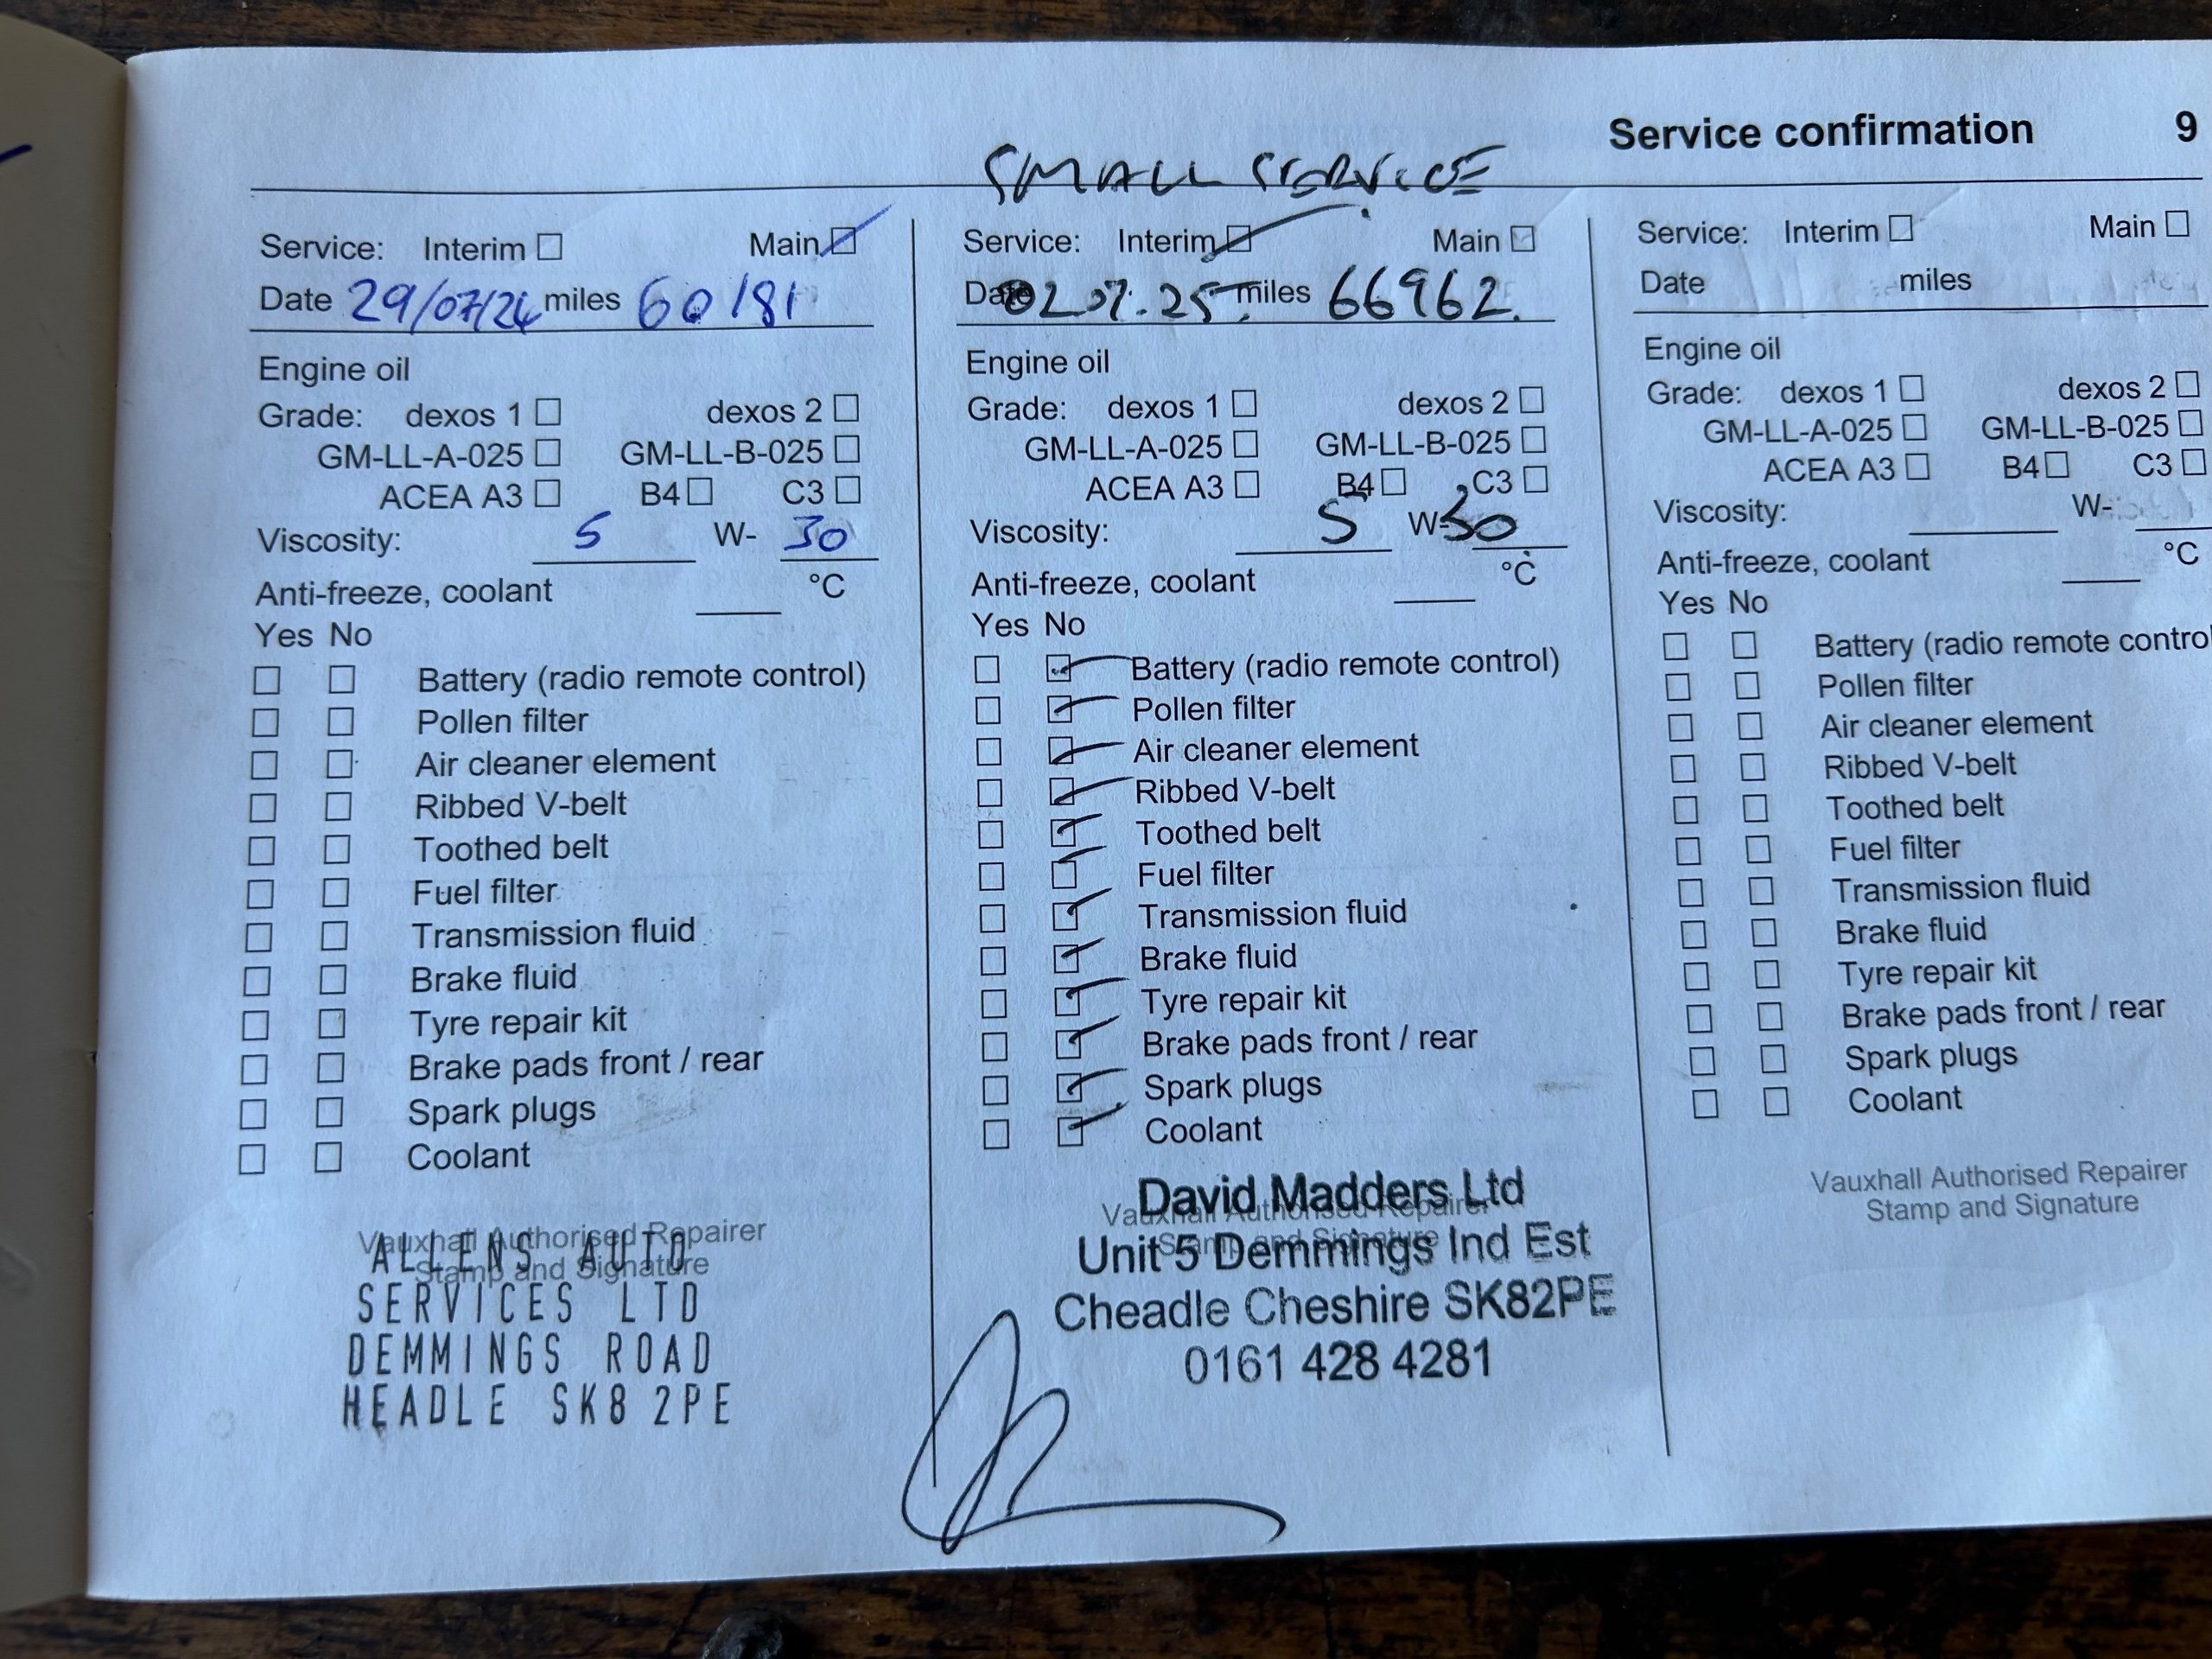 Service confirmation 9
SMALL SERVICE
Service: Interim Main
Date 29/07/24 miles 60181
Engine oil
Grade: dexos 1 dexos 2
GM-LL-A-025 GM-LL-B-025
ACEA A3 B4 C3
Viscosity: 5 W- 30
Anti-freeze, coolant °C
Yes No
Battery (radio remote control)
Pollen filter
Air cleaner element
Ribbed V-belt
Toothed belt
Fuel filter
Transmission fluid
Brake fluid
Tyre repair kit
Brake pads front / rear
Spark plugs
Coolant
Vauxhall Authorised Repairer
Stamp and Signature
ALLENS AUTO
SERVICES LTD
DEMMINGS ROAD
HEADLE SK8 2PE
Service: Interim Main
Date 02.07.25 miles 66962.
Engine oil
Grade: dexos 1 dexos 2
GM-LL-A-025 GM-LL-B-025
ACEA A3 B4 C3
Viscosity: 5 W-30
Anti-freeze, coolant °C
Yes No
Battery (radio remote control)
Pollen filter
Air cleaner element
Ribbed V-belt
Toothed belt
Fuel filter
Transmission fluid
Brake fluid
Tyre repair kit
Brake pads front / rear
Spark plugs
Coolant
Vauxhall Authorised Repairer
Stamp and Signature
David Madders Ltd
Unit 5 Demmings Ind Est
Cheadle Cheshire SK82PE
0161 428 4281
Service: Interim Main
Date miles
Engine oil
Grade: dexos 1 dexos 2
GM-LL-A-025 GM-LL-B-025
ACEA A3 B4 C3
Viscosity: W-
Anti-freeze, coolant °C
Yes No
Battery (radio remote contro
Pollen filter
Air cleaner element
Ribbed V-belt
Toothed belt
Fuel filter
Transmission fluid
Brake fluid
Tyre repair kit
Brake pads front / rear
Spark plugs
Coolant
Vauxhall Authorised Repairer
Stamp and Signature